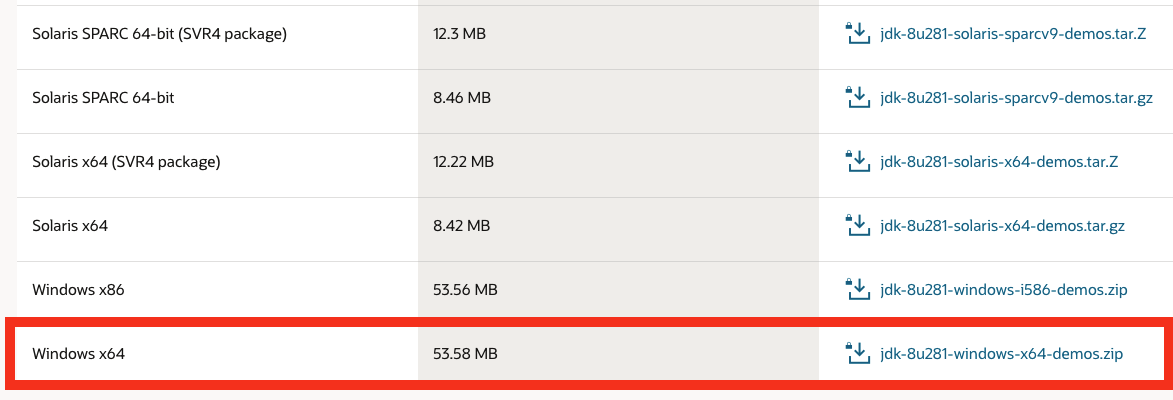 Solaris SPARC 64-bit (SVR4 package) 12.3 MB jdk-8u281-solaris-sparcv9-demos.tar.Z
Solaris SPARC 64-bit 8.46 MB jdk-8u281-solaris-sparcv9-demos.tar.gz
Solaris x64 (SVR4 package) 12.22 MB jdk-8u281-solaris-x64-demos.tar.Z
Solaris x64 8.42 MB jdk-8u281-solaris-x64-demos.tar.gz
Windows x86 53.56 MB jdk-8u281-windows-i586-demos.zip
Windows x64 53.58 MB jdk-8u281-windows-x64-demos.zip